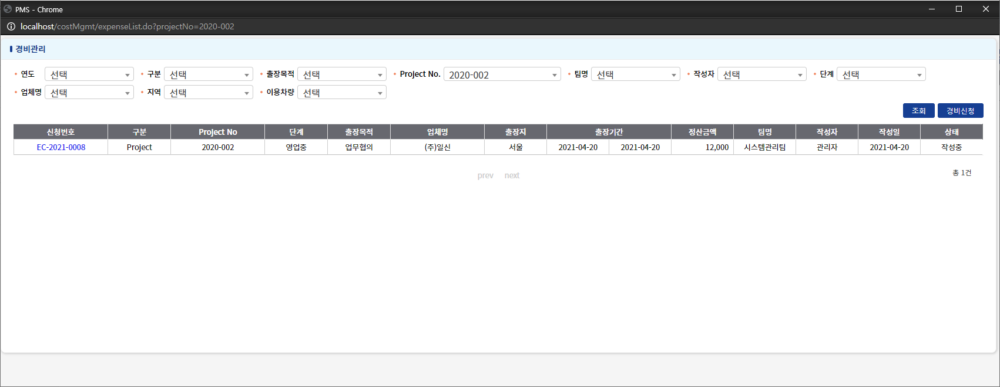 PMS - Chrome
localhost/costMgmt/expenseList.do?projectNo=2020-002
경비관리
연도 선택 구분 선택 출장목적 선택 Project No. 2020-002 팀명 선택 작성자 선택 단계 선택
업체명 선택 지역 선택 이용차량 선택
조회 경비신청
신청번호 구분 Project No 단계 출장목적 업체명 출장지 출장기간 정산금액 팀명 작성자 작성일 상태
EC-2021-0008 Project 2020-002 영업중 업무협의 (주)일신 서울 2021-04-20 2021-04-20 12,000 시스템관리팀 관리자 2021-04-20 작성중
prev next 총 1건